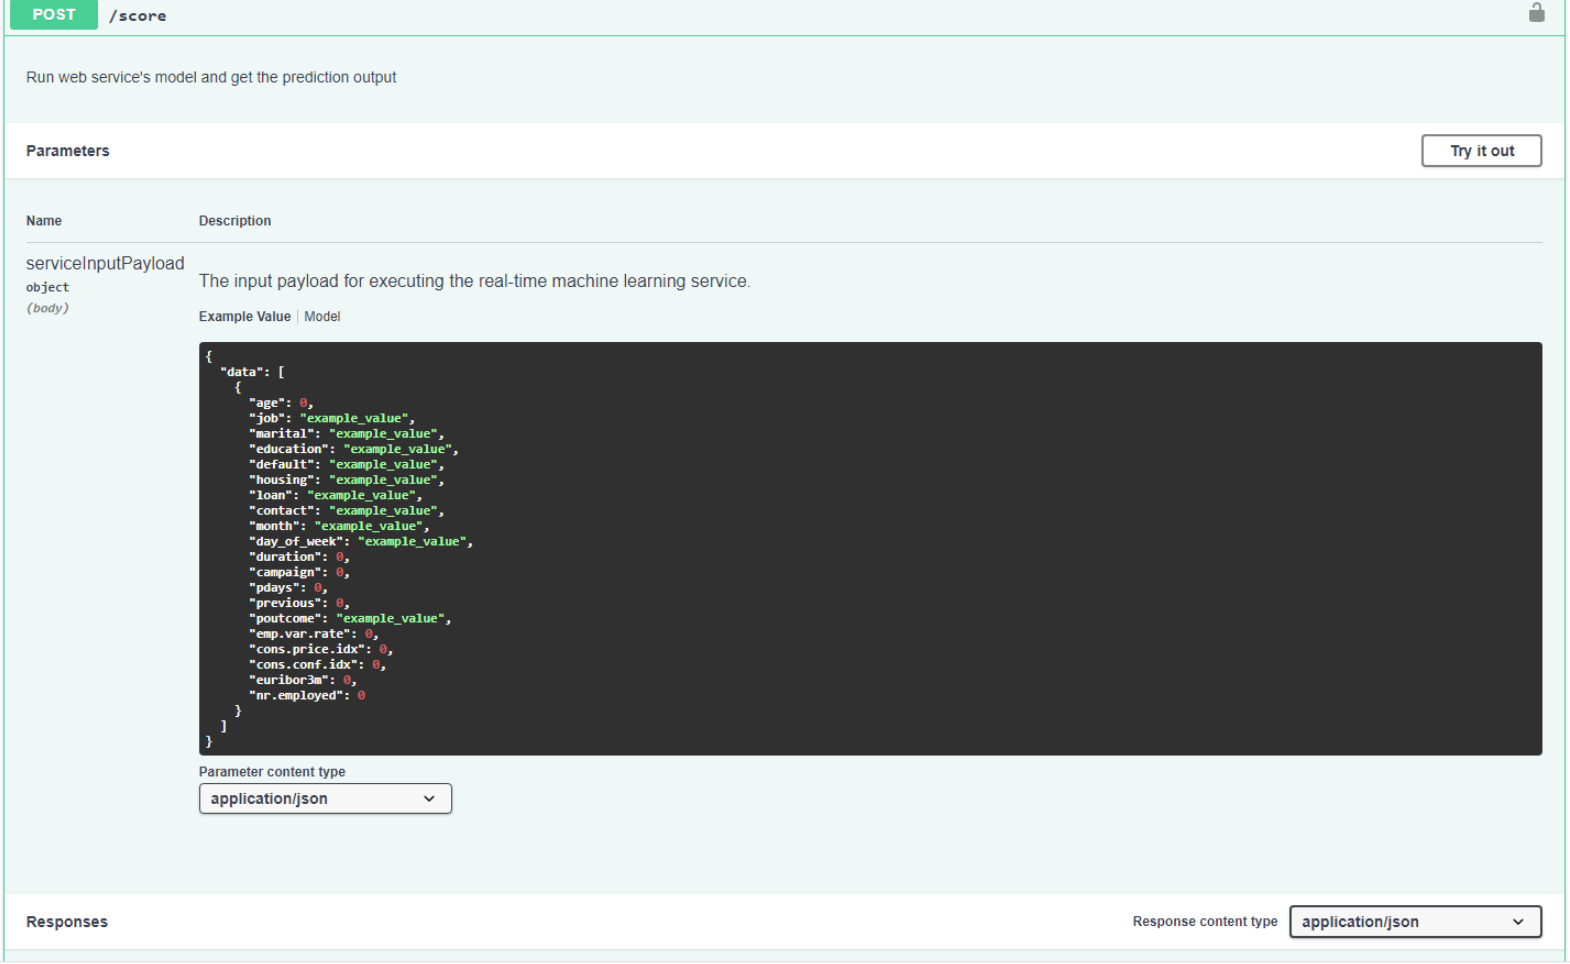 POST /score
Run web service's model and get the prediction output
Parameters
Try it out
Name Description
serviceInputPayload
object
(body)
The input payload for executing the real-time machine learning service.
Example Value Model
{
  "data": [
    {
      "age": 0,
      "job": "example_value",
      "marital": "example_value",
      "education": "example_value",
      "default": "example_value",
      "housing": "example_value",
      "loan": "example_value",
      "contact": "example_value",
      "month": "example_value",
      "day_of_week": "example_value",
      "duration": 0,
      "campaign": 0,
      "pdays": 0,
      "previous": 0,
      "poutcome": "example_value",
      "emp.var.rate": 0,
      "cons.price.idx": 0,
      "cons.conf.idx": 0,
      "euribor3m": 0,
      "nr.employed": 0
    }
  ]
}
Parameter content type
application/json
Responses
Response content type application/json